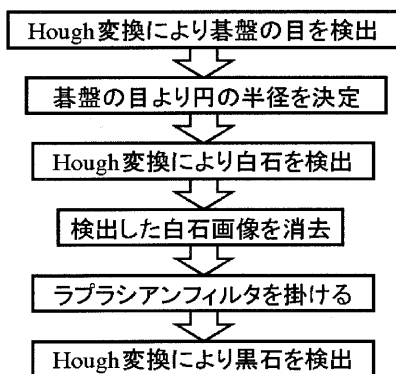 Hough変換により碁盤の目を検出
碁盤の目より円の半径を決定
Hough変換により白石を検出
検出した白石画像を消去
ラプラシアンフィルタを掛ける
Hough変換により黒石を検出